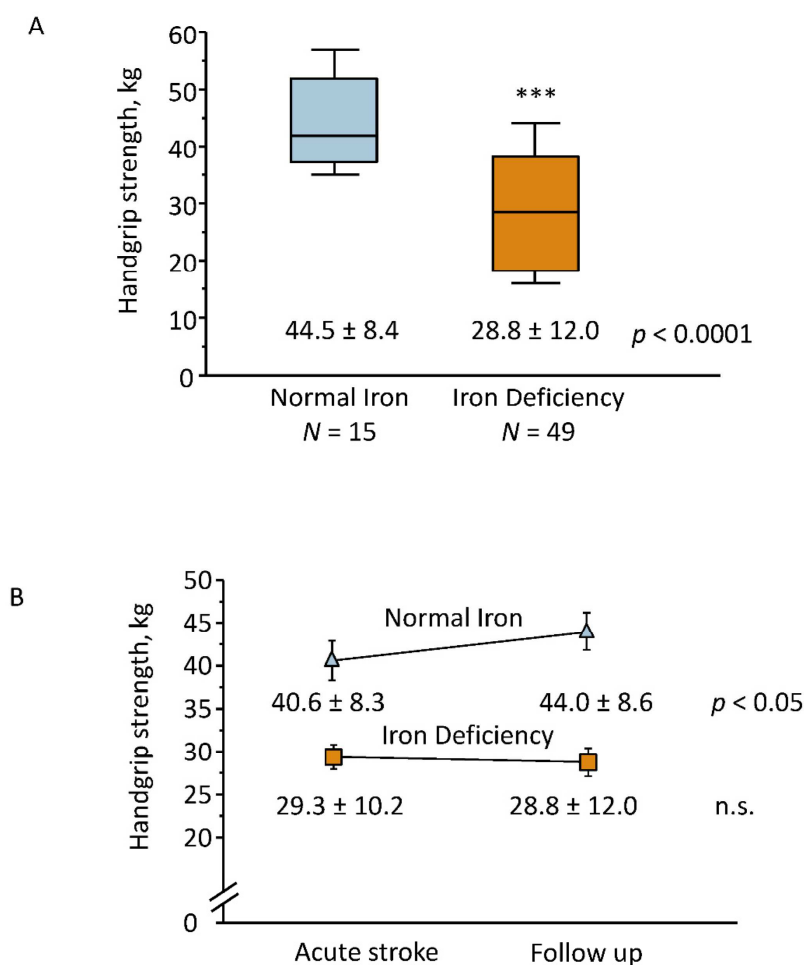 A
Handgrip strength, kg
60
50
40
30
20
10
0
***
44.5 ± 8.4 28.8 ± 12.0 p < 0.0001
Normal Iron Iron Deficiency
N = 15 N = 49
B
Handgrip strength, kg
50
45
40
35
30
25
20
0
Normal Iron
40.6 ± 8.3 44.0 ± 8.6 p < 0.05
Iron Deficiency
29.3 ± 10.2 28.8 ± 12.0 n.s.
Acute stroke Follow up